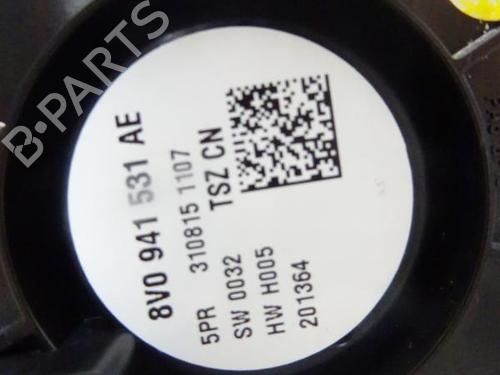 8V0 941 531 AE
5PR 310815 1107
SW 0032 TSZ CN
HW H005
201364
B-PARTS